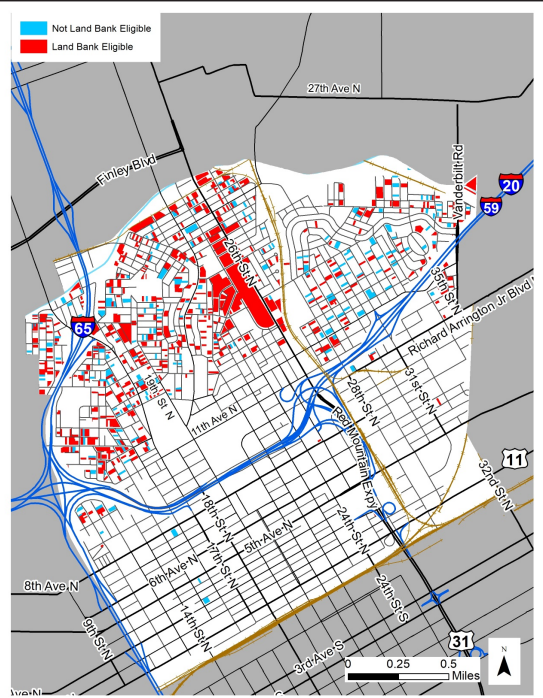 Not Land Bank Eligible
Land Bank Eligible
27th Ave N
Finley Blvd
Vanderbilt Rd
20
59
26th St N
35th St N
65
Richard Arrington Jr Blvd
19th St N
28th St N
31st St N
11th Ave N
Red Mountain Expy
11
32nd St N
18th St N
17th St N
5th Ave N
24th St N
6th Ave N
8th Ave N
24th St S
14th St N
9th St N
31
3rd Ave S
N
0 0.25 0.5
Miles
Ave N
S